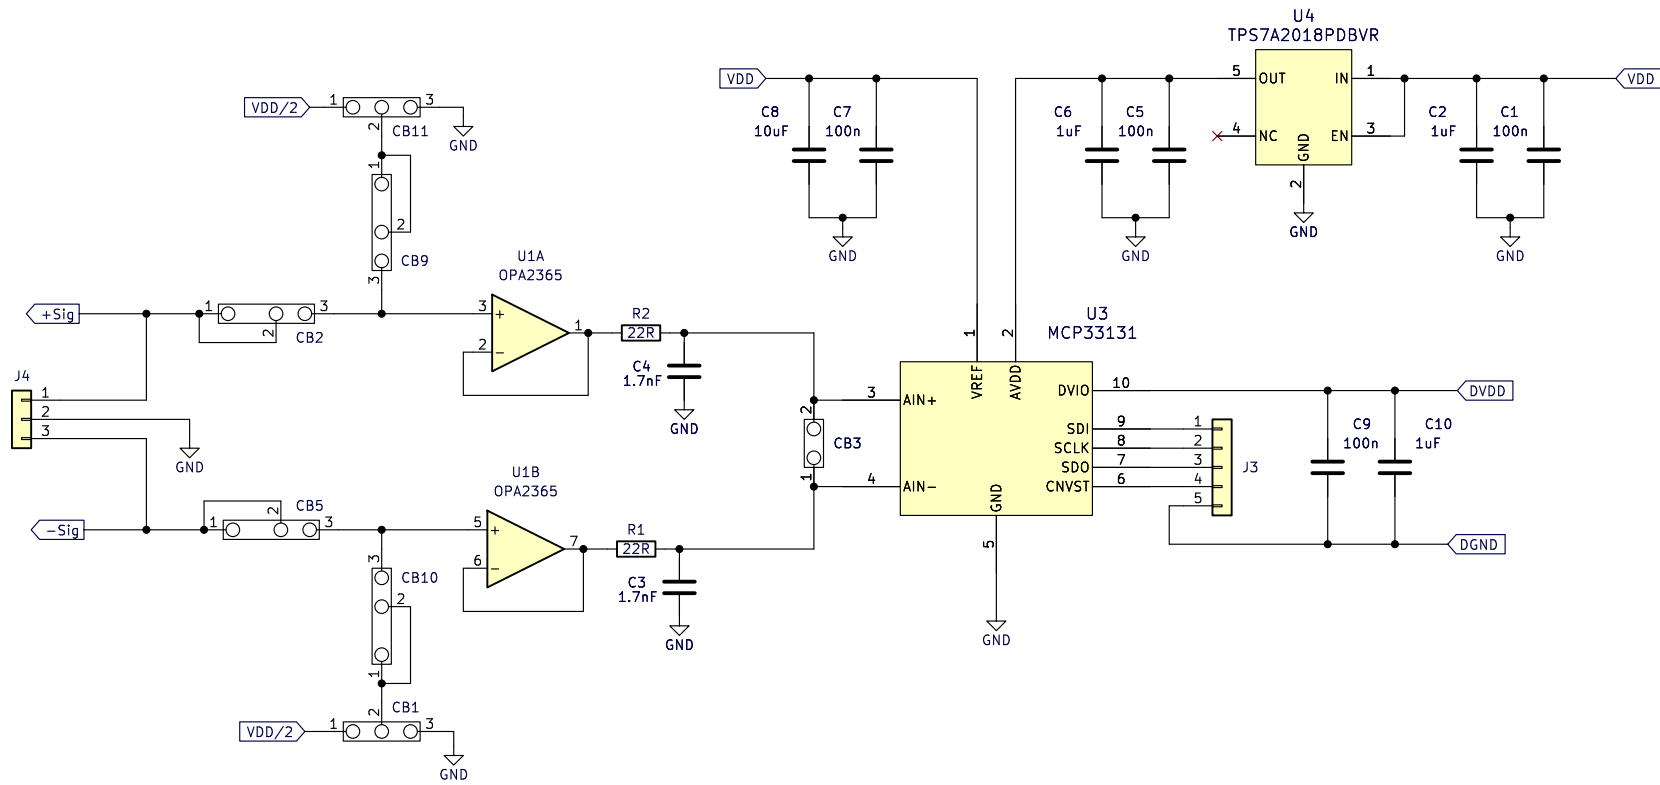 U4
TPS7A2018PDBVR
VDD
5 OUT IN 1
VDD
C8
10uF
C7
100n
C6
1uF
C5
100n
C2
1uF
C1
100n
4 NC EN 3
GND
2
GND
GND
GND
GND
VDD/2
1
3
2
CB11
GND
1
2
CB9
3
U1A
OPA2365
+Sig
1
3
2
CB2
3 +
1
2 −
R2
22R
C4
1.7nF
GND
U3
MCP33131
1
2
VREF
AVDD
J4
1
2
3
GND
3 AIN+
2
CB3
1
4 AIN-
DVIO 10
DVDD
SDI 9 1
SCLK 8 2
SDO 7 3
CNVST 6 4
5
J3
C9
100n
C10
1uF
GND
5
DGND
GND
U1B
OPA2365
-Sig
1
2
CB5
3
5 +
7
6 −
R1
22R
C3
1.7nF
GND
3
CB10
2
1
CB1
2
VDD/2
1
3
GND